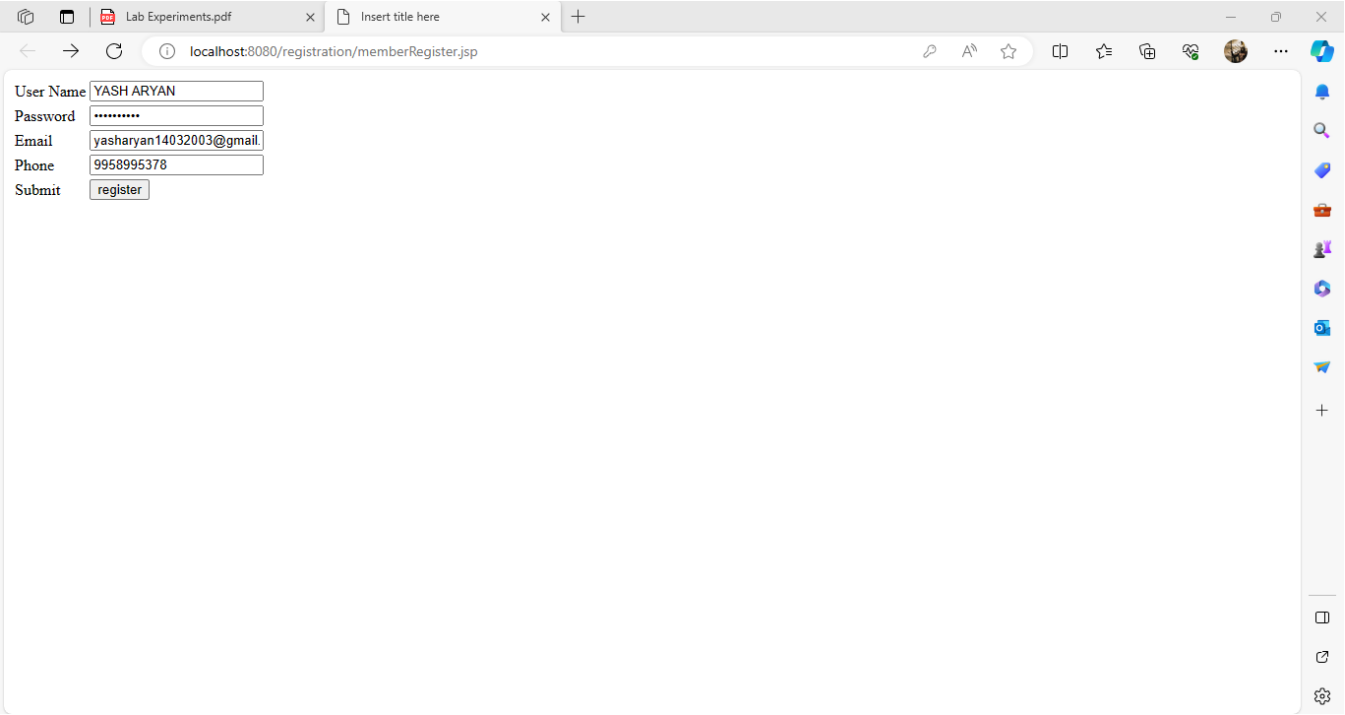 Lab Experiments.pdf
Insert title here
localhost:8080/registration/memberRegister.jsp
User Name YASH ARYAN
Password ••••••••••
Email yasharyan14032003@gmail.
Phone 9958995378
Submit register